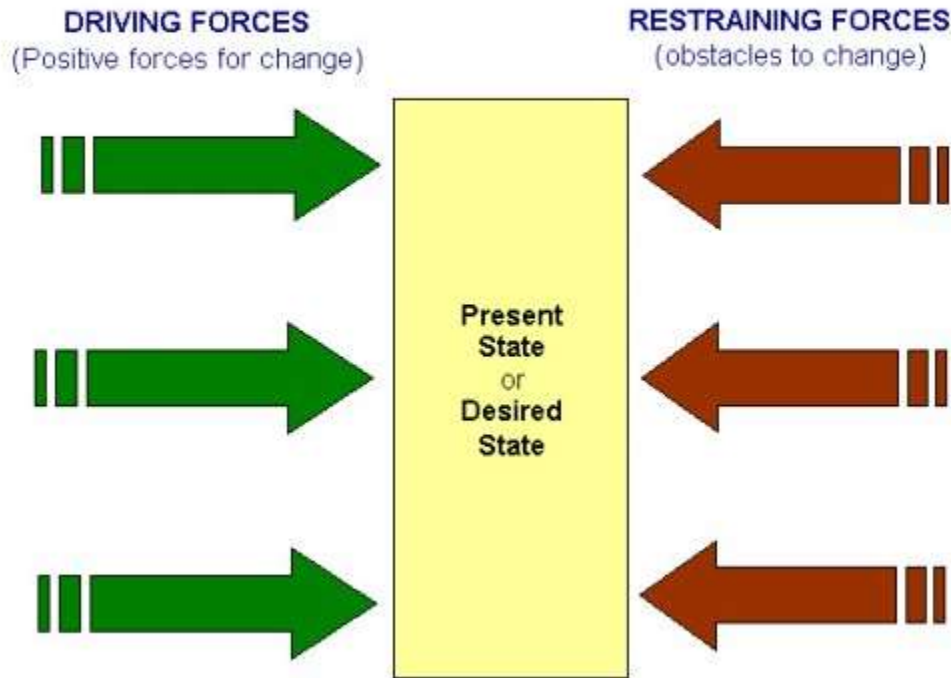 DRIVING FORCES
(Positive forces for change)
RESTRAINING FORCES
(obstacles to change)
Present
State
or
Desired
State